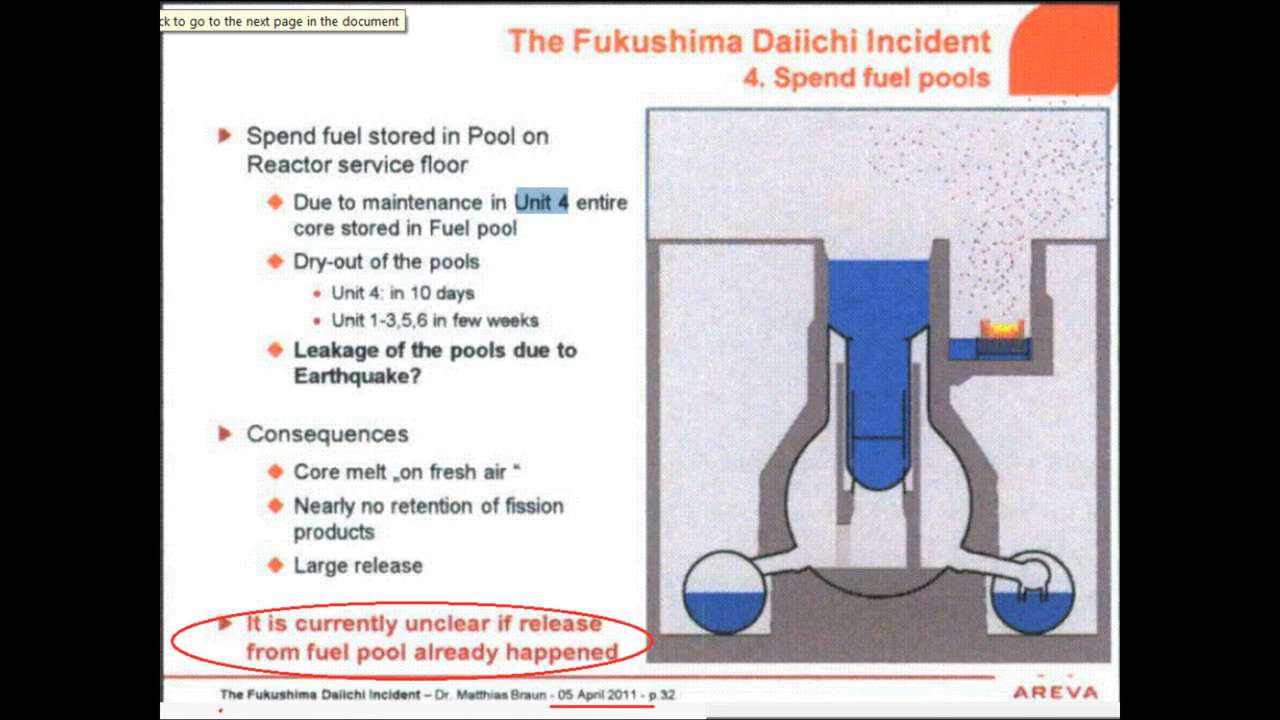 ck to go to the next page in the document
The Fukushima Daiichi Incident
4. Spend fuel pools
Spend fuel stored in Pool on
Reactor service floor
Due to maintenance in Unit 4 entire
core stored in Fuel pool
Dry-out of the pools
Unit 4: in 10 days
Unit 1-3,5,6 in few weeks
Leakage of the pools due to
Earthquake?
Consequences
Core melt „on fresh air “
Nearly no retention of fission
products
Large release
It is currently unclear if release
from fuel pool already happened
The Fukushima Daiichi Incident – Dr. Matthias Braun - 05 April 2011 - p.32
AREVA